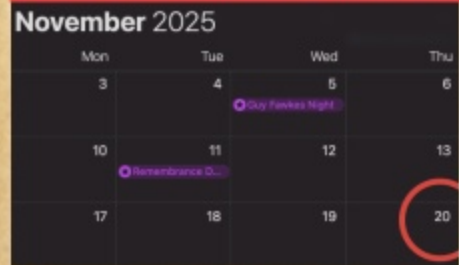 November 2025
Mon Tue Wed Thu
3 4 5 6
Guy Fawkes Night
10 11 12 13
Remembrance D...
17 18 19 20